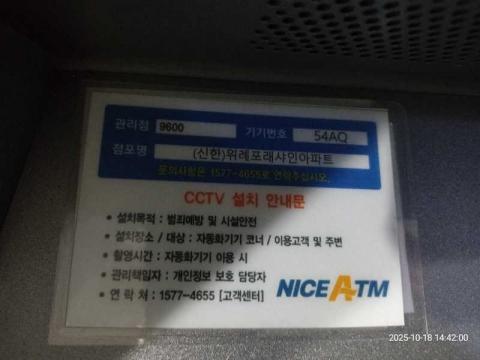 관리점 9600 기기번호 54AQ
점포명 (신한)위례포래샤인아파트
문의사항은 1577-4655로 연락주십시오.
CCTV 설치 안내문
• 설치목적 : 범죄예방 및 시설안전
• 설치장소 / 대상 : 자동화기기 코너 / 이용고객 및 주변
• 촬영시간 : 자동화기기 이용 시
• 관리책임자 : 개인정보 보호 담당자
• 연 락 처 : 1577-4655 [고객센터]
NICE ATM
2025-10-18 14:42:00